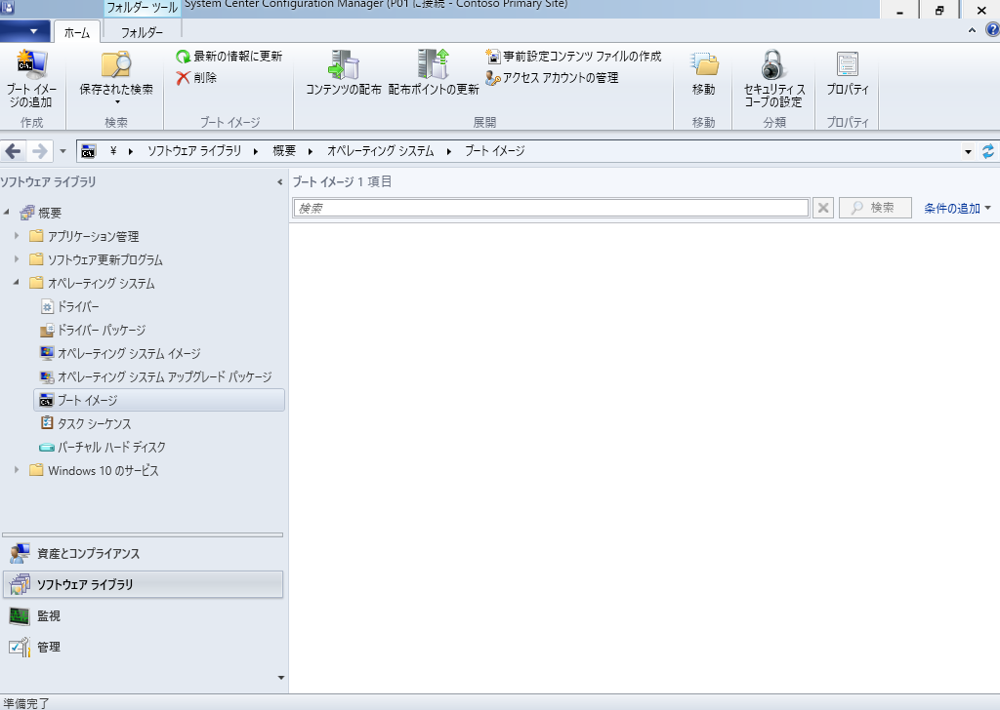 フォルダー ツール
System Center Configuration Manager (P01 に接続 - Contoso Primary Site)
ホーム
フォルダー
ブート イメー
ジの追加
作成
保存された検索
検索
最新の情報に更新
削除
ブート イメージ
コンテンツの配布
配布ポイントの更新
事前設定コンテンツ ファイルの作成
アクセス アカウントの管理
展開
移動
移動
セキュリティ ス
コープの設定
分類
プロパティ
プロパティ
¥ ▸ ソフトウェア ライブラリ ▸ 概要 ▸ オペレーティング システム ▸ ブート イメージ
ソフトウェア ライブラリ
概要
アプリケーション管理
ソフトウェア更新プログラム
オペレーティング システム
ドライバー
ドライバー パッケージ
オペレーティング システム イメージ
オペレーティング システム アップグレード パッケージ
ブート イメージ
タスク シーケンス
バーチャル ハード ディスク
Windows 10 のサービス
資産とコンプライアンス
ソフトウェア ライブラリ
監視
管理
ブート イメージ 1 項目
検索
検索
条件の追加
準備完了